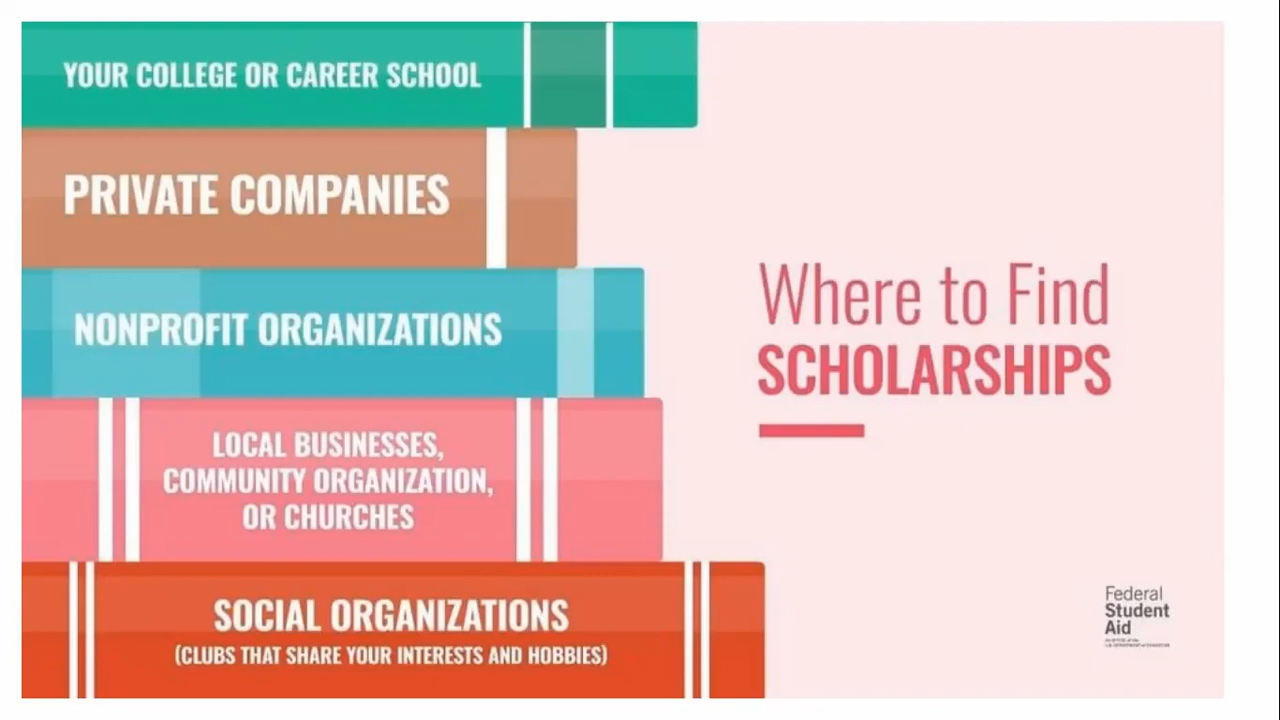 YOUR COLLEGE OR CAREER SCHOOL
PRIVATE COMPANIES
NONPROFIT ORGANIZATIONS
LOCAL BUSINESSES,
COMMUNITY ORGANIZATION,
OR CHURCHES
SOCIAL ORGANIZATIONS
(CLUBS THAT SHARE YOUR INTERESTS AND HOBBIES)
Where to Find
SCHOLARSHIPS
Federal
Student
Aid